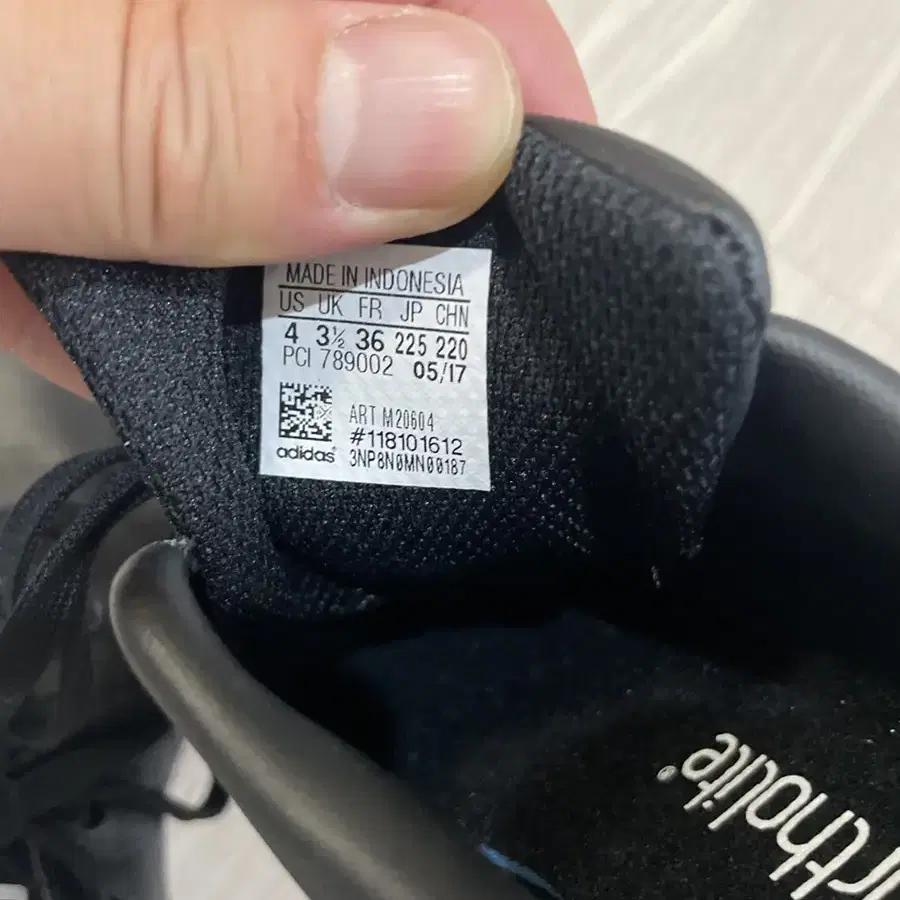 MADE IN INDONESIA
US UK FR JP CHN
4 3½ 36 225 220
PCI 789002 05/17
ART M20604
#118101612
adidas® 3NP8N0MN00187
ortholite®